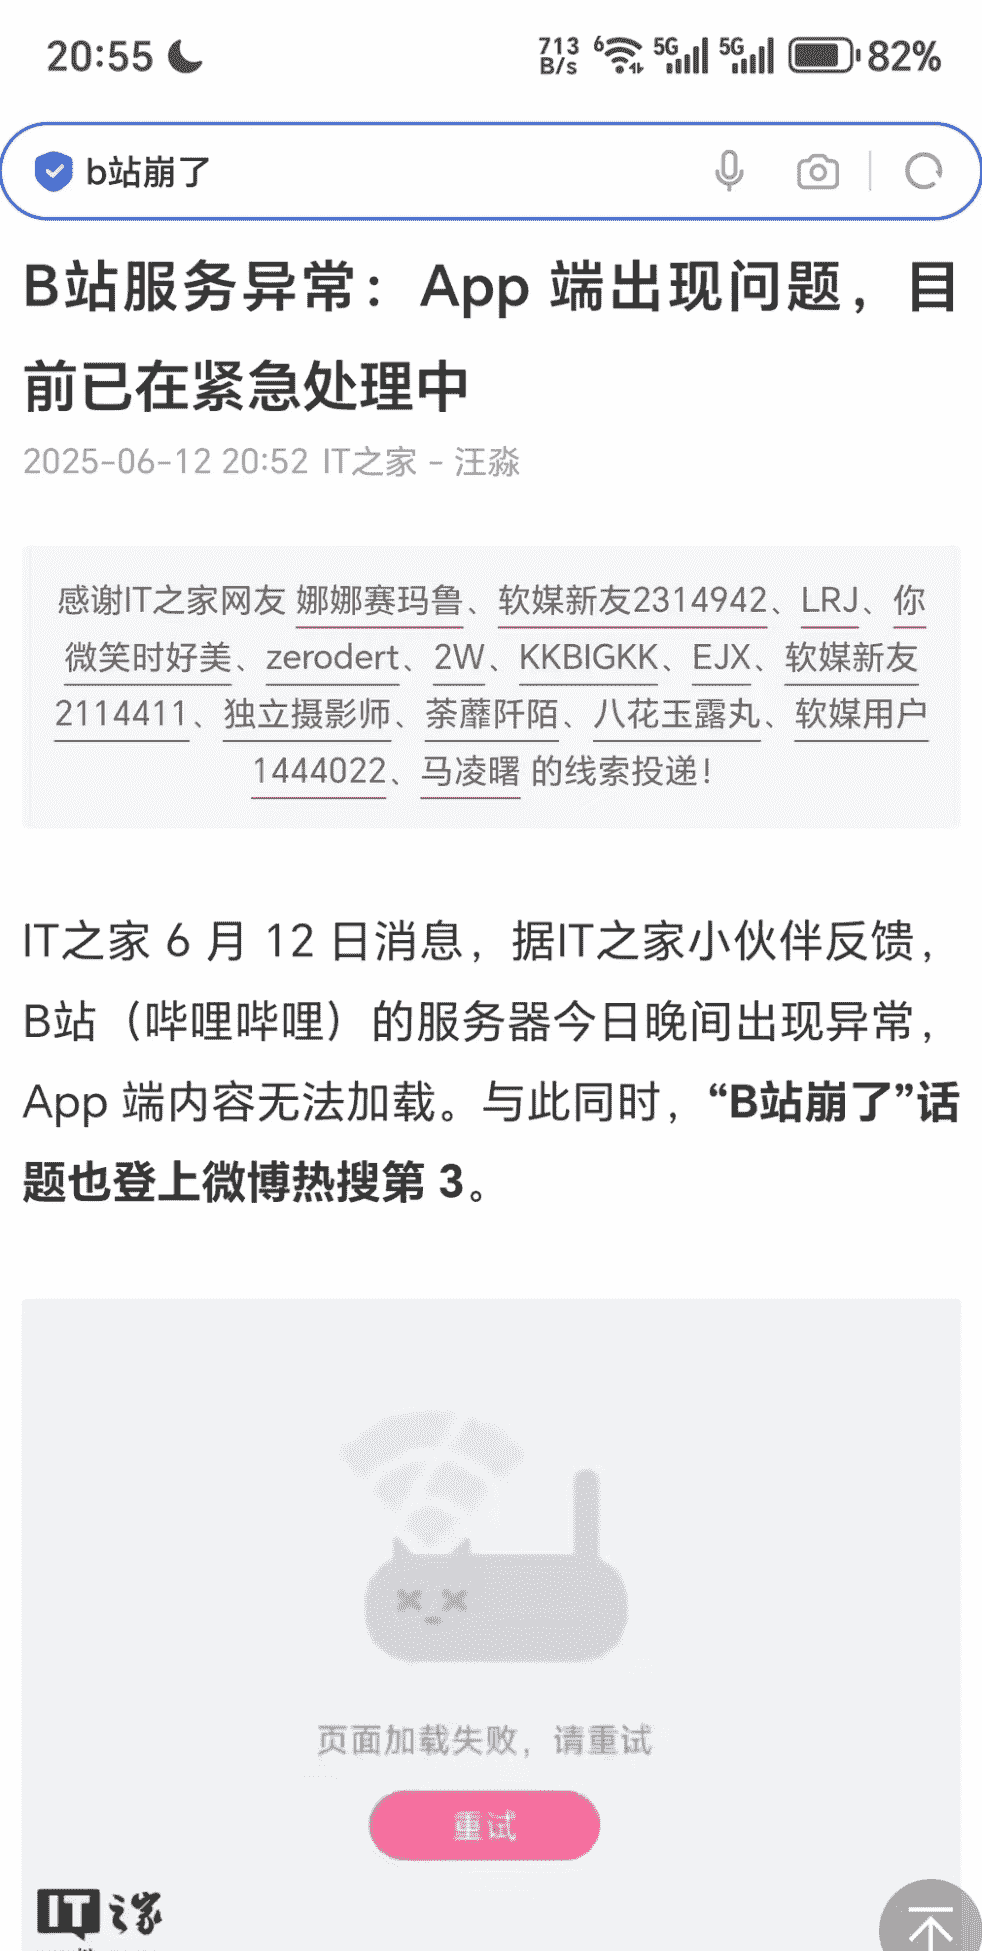 20:55
713
B/s
6
5G
5G
82%
b站崩了
B站服务异常：App 端出现问题，目
前已在紧急处理中
2025-06-12 20:52 IT之家 - 汪淼
感谢IT之家网友 娜娜赛玛鲁、软媒新友2314942、LRJ、你
微笑时好美、zerodert、2W、KKBIGKK、EJX、软媒新友
2114411、独立摄影师、荼蘼阡陌、八花玉露丸、软媒用户
1444022、马凌曙 的线索投递！
IT之家 6 月 12 日消息，据IT之家小伙伴反馈，
B站（哔哩哔哩）的服务器今日晚间出现异常，
App 端内容无法加载。与此同时，“B站崩了”话
题也登上微博热搜第 3。
页面加载失败，请重试
重试
IT之家